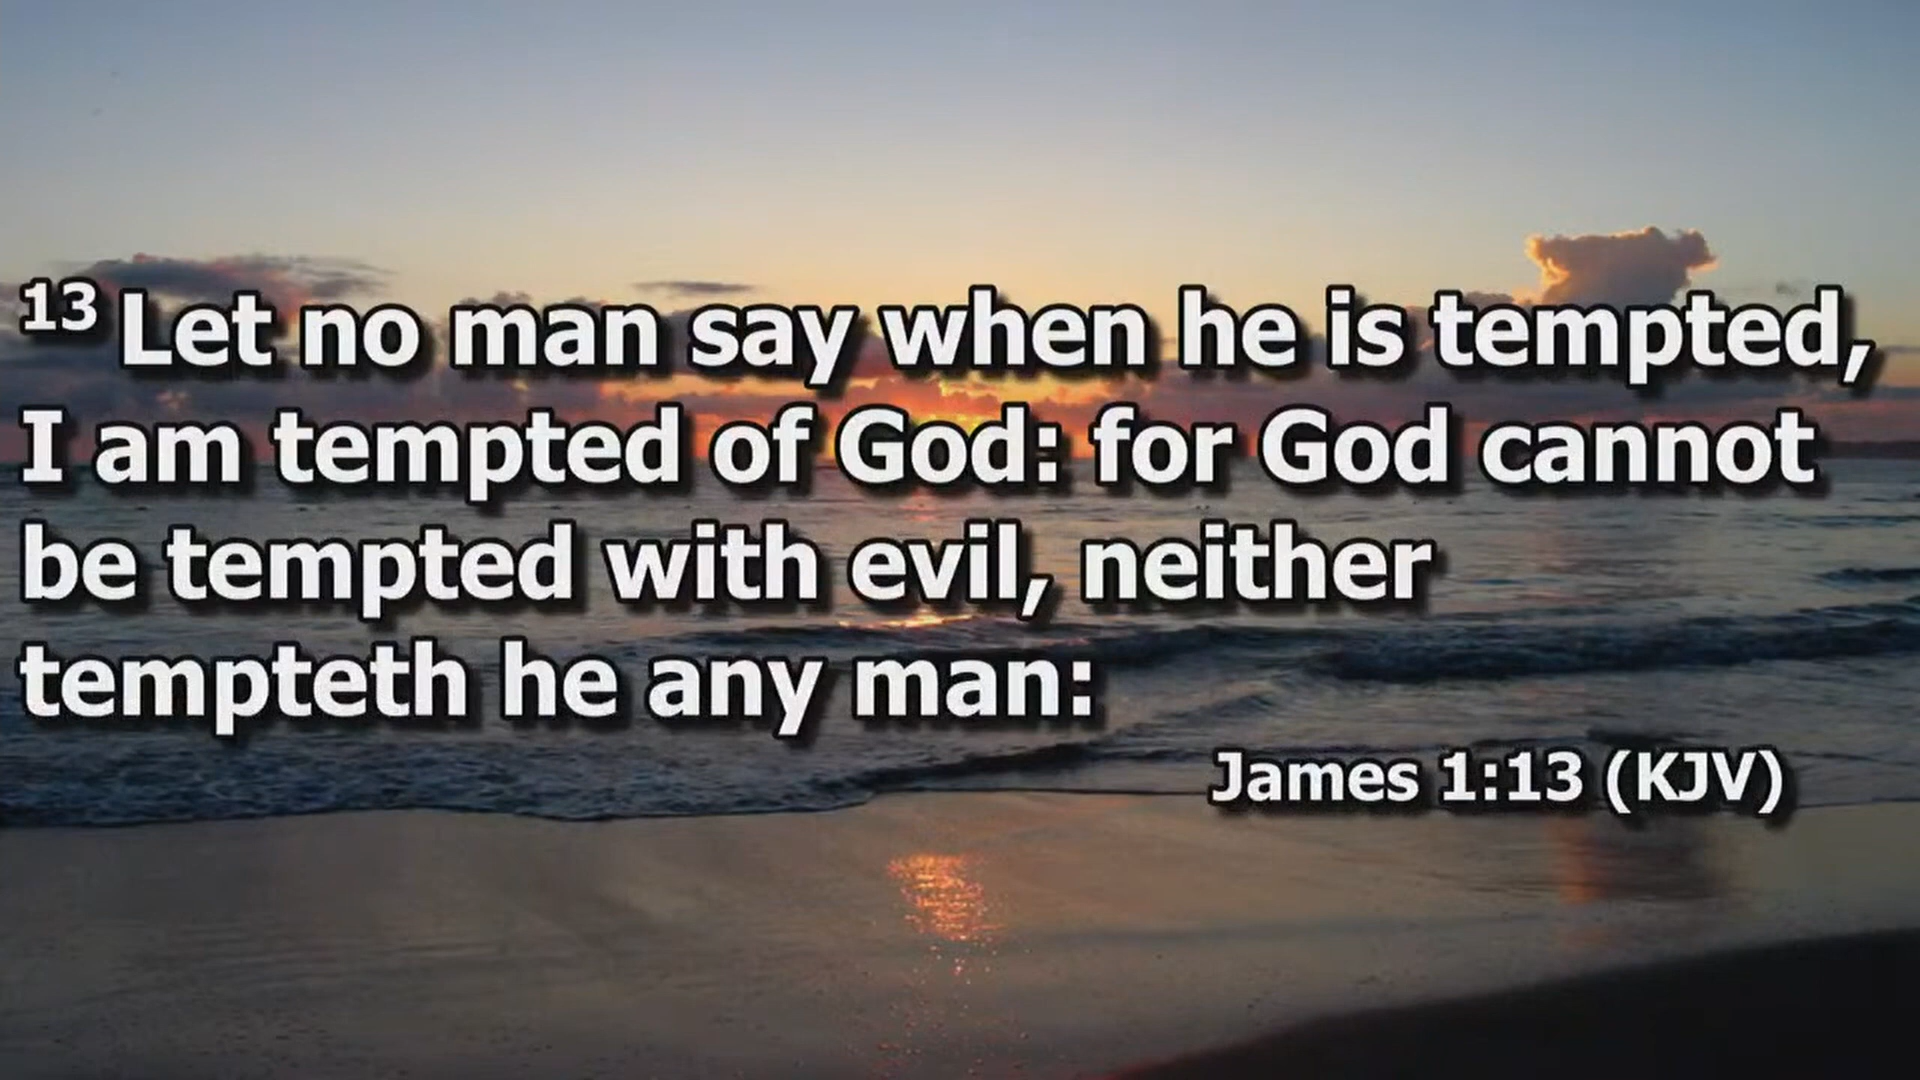 13 Let no man say when he is tempted,
I am tempted of God: for God cannot
be tempted with evil, neither
tempteth he any man:
James 1:13 (KJV)